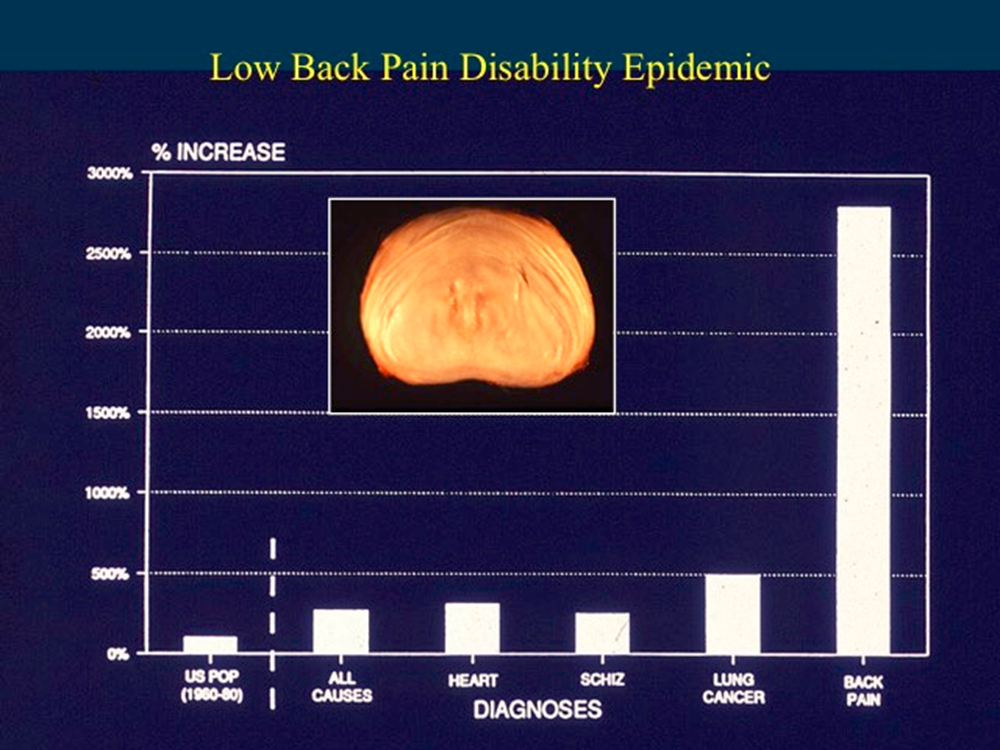 Low Back Pain Disability Epidemic
% INCREASE
3000%
2500%
2000%
1500%
1000%
500%
0%
US POP
(1960-80)
ALL
CAUSES
HEART
SCHIZ
LUNG
CANCER
BACK
PAIN
DIAGNOSES